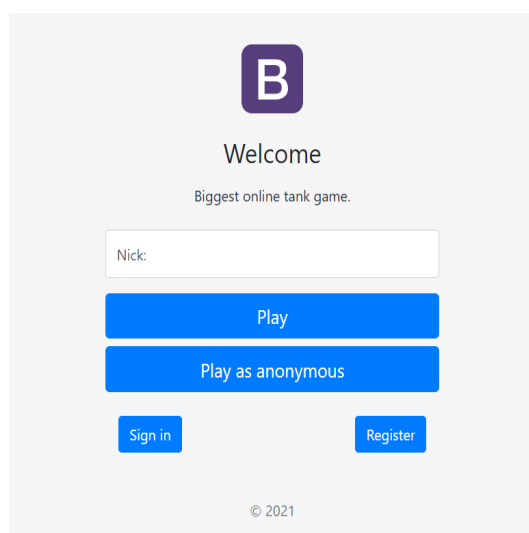 B
Welcome
Biggest online tank game.
Nick:
Play
Play as anonymous
Sign in
Register
© 2021